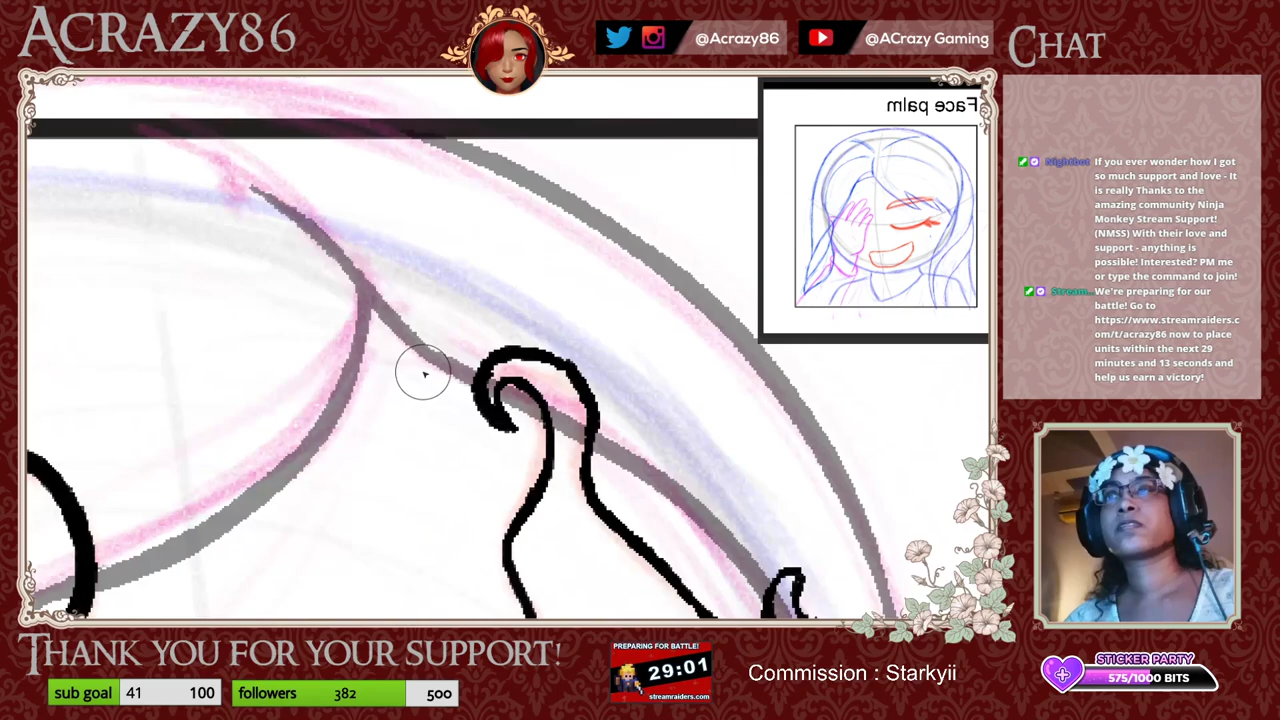 ACRAZY86
@Acrazy86
@ACrazy Gaming
CHAT
Face palm
Nightbot If you ever wonder how I got
so much support and love - It
is really Thanks to the
amazing community Ninja
Monkey Stream Support!
(NMSS) With their love and
support - anything is
possible! Interested? PM me
or type the command to join!
Stream... We're preparing for our
battle! Go to
https://www.streamraiders.c
om/t/acrazy86 now to place
units within the next 29
minutes and 13 seconds and
help us earn a victory!
THANK YOU FOR YOUR SUPPORT!
sub goal 41 100
followers 382 500
PREPARING FOR BATTLE!
29:01
streamraiders.com
Commission : Starkyii
STICKER PARTY
575/1000 BITS